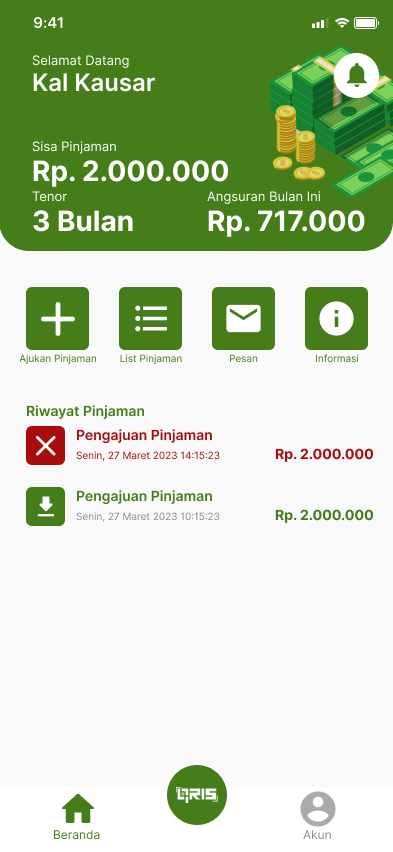 9:41
Selamat Datang
Kal Kausar
Sisa Pinjaman
Rp. 2.000.000
Tenor
Angsuran Bulan Ini
3 Bulan
Rp. 717.000
Ajukan Pinjaman
List Pinjaman
Pesan
Informasi
Riwayat Pinjaman
Pengajuan Pinjaman
Senin, 27 Maret 2023 14:15:23
Rp. 2.000.000
Pengajuan Pinjaman
Senin, 27 Maret 2023 10:15:23
Rp. 2.000.000
QRIS
Beranda
Akun